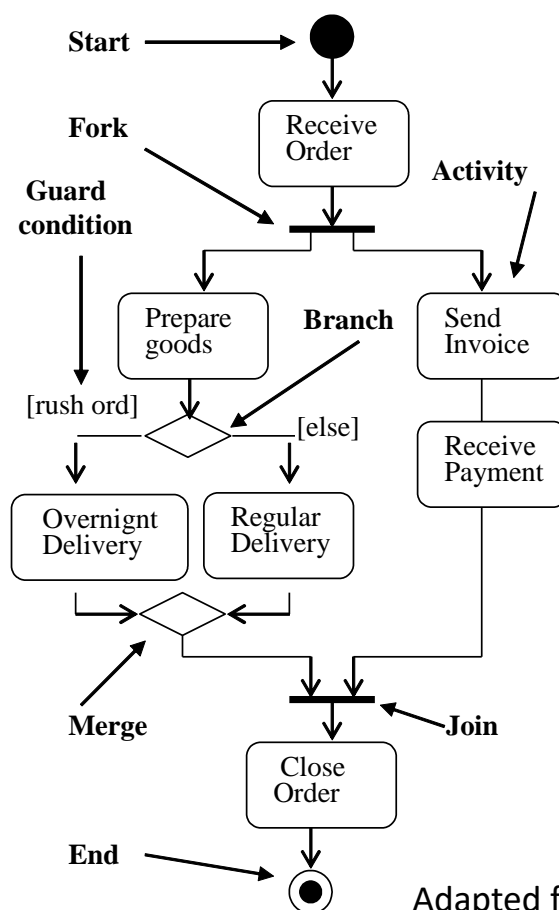 Start
Receive
Order
Fork
Activity
Guard
condition
Prepare
goods
Branch
Send
Invoice
[rush ord]
[else]
Receive
Payment
Overnignt
Delivery
Regular
Delivery
Merge
Join
Close
Order
End
Adapted f